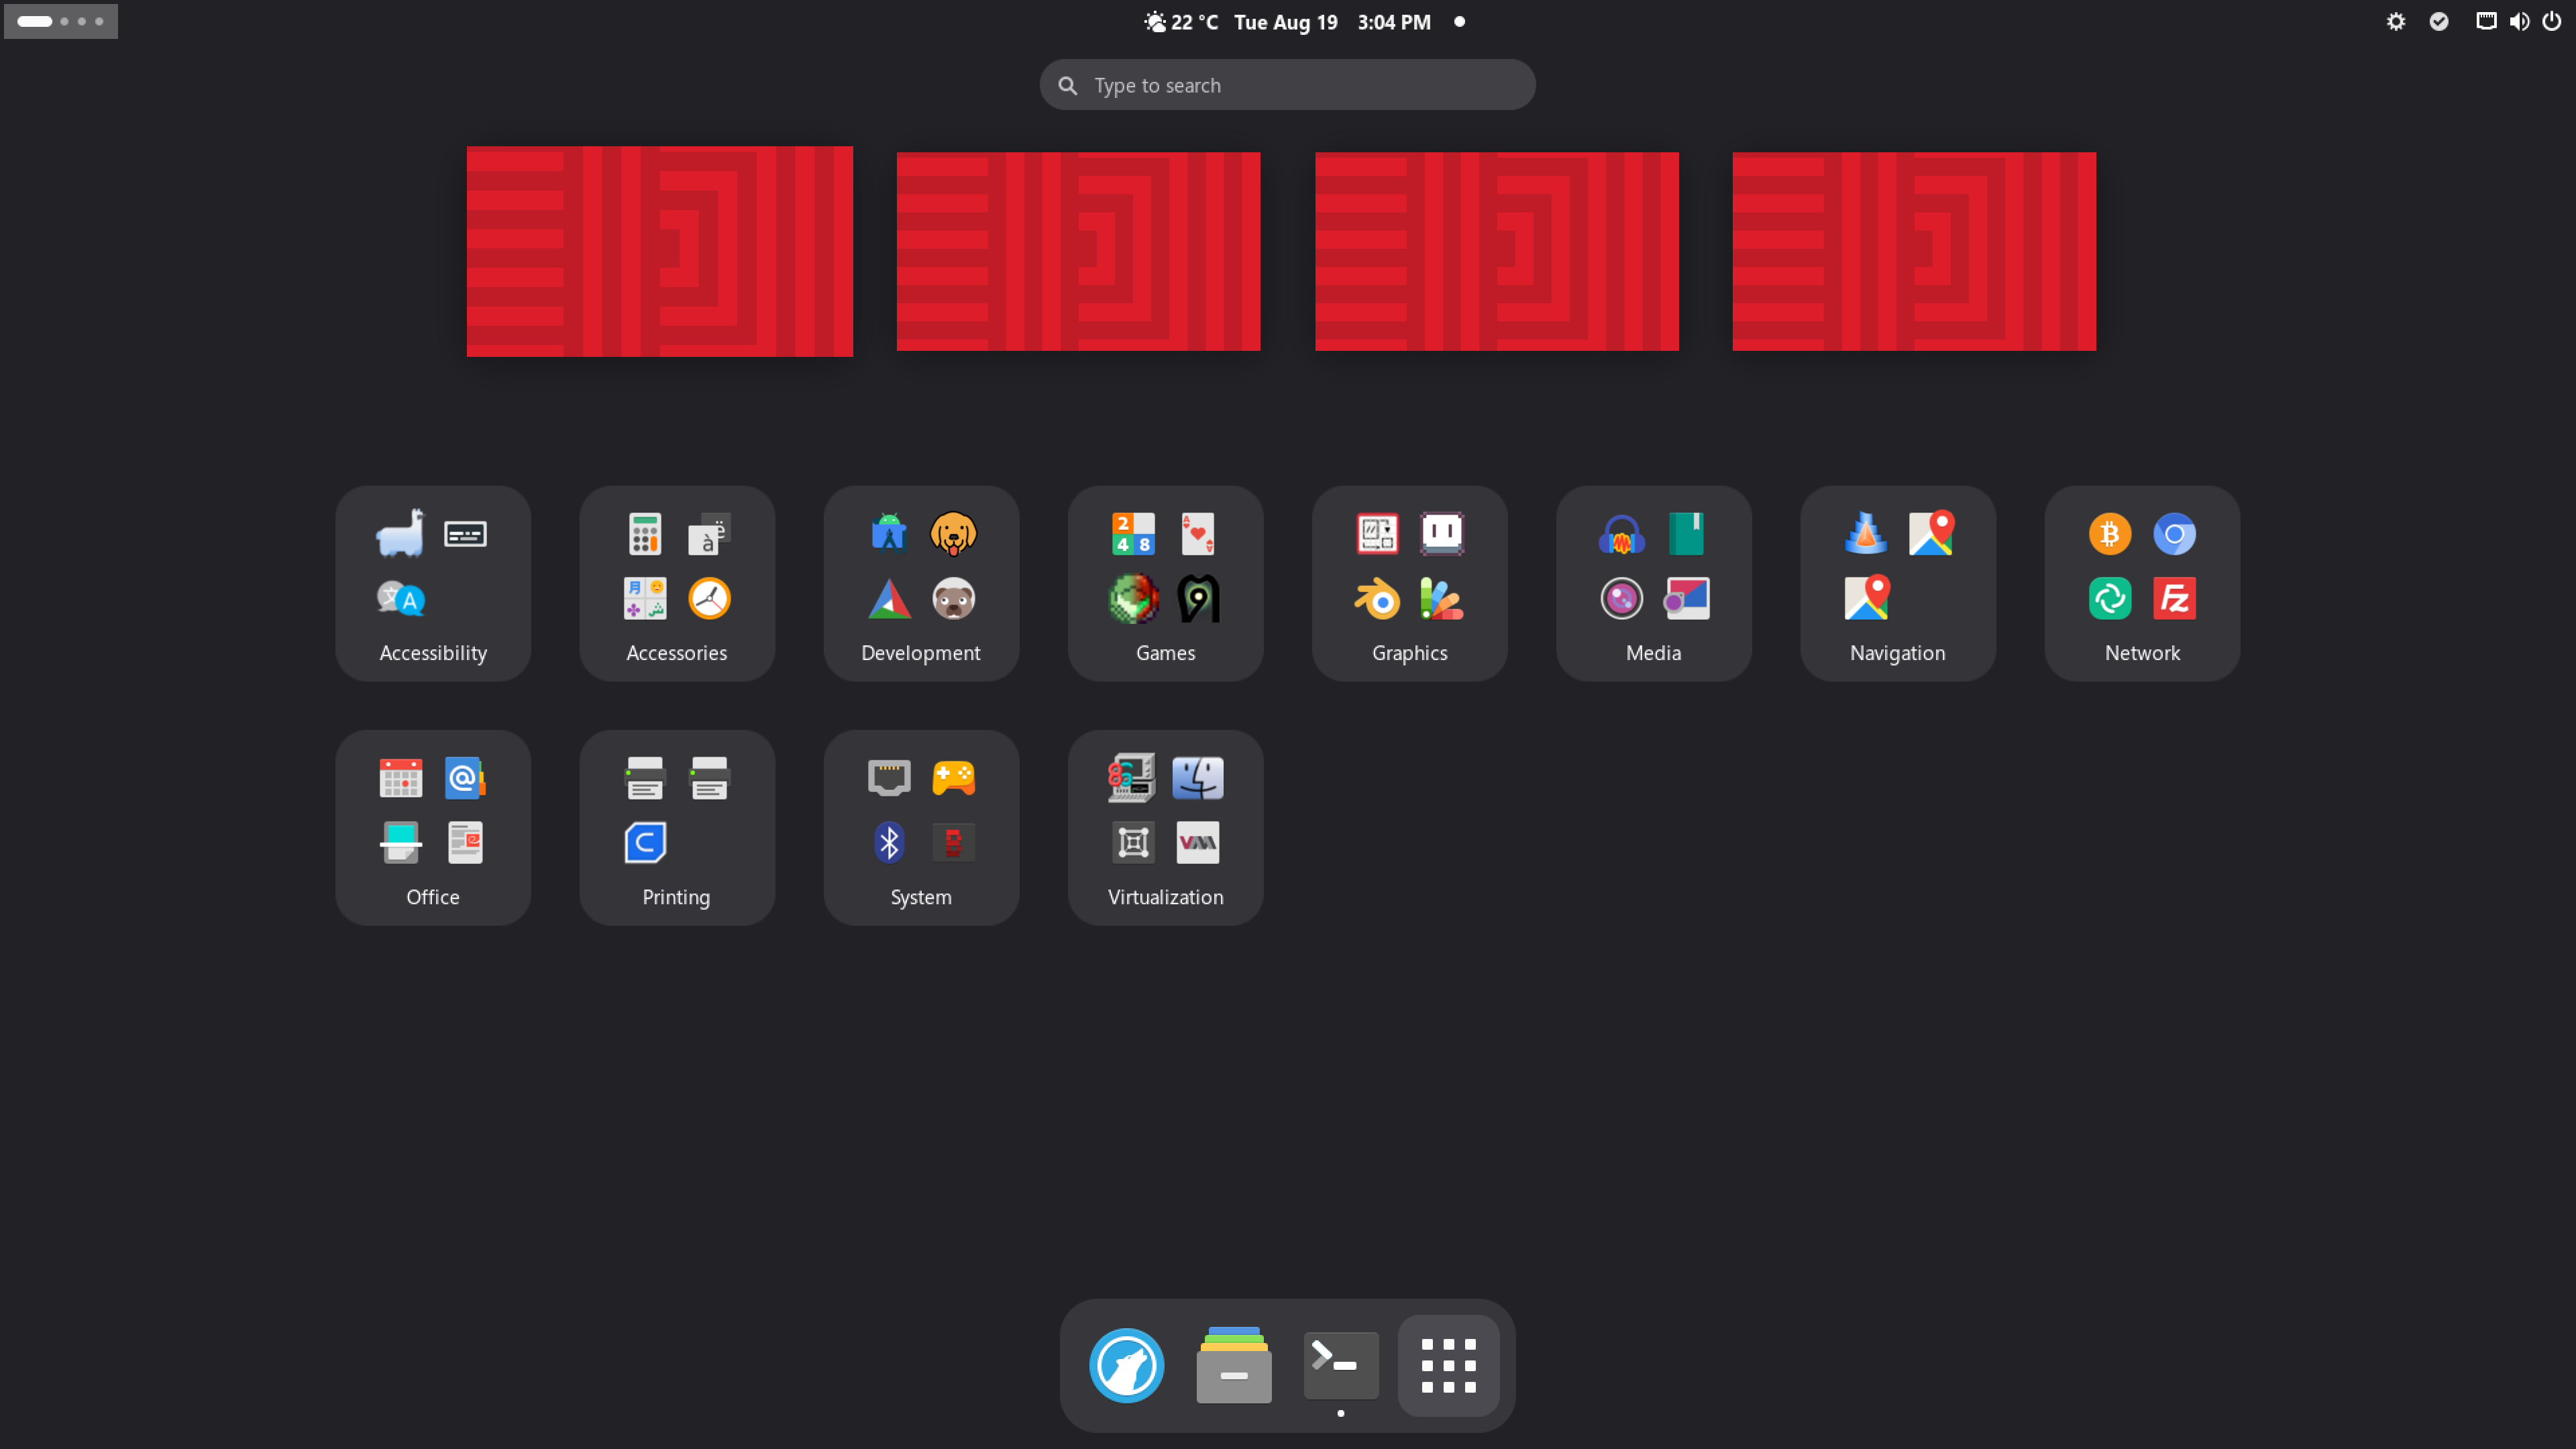 22 °C Tue Aug 19 3:04 PM
Type to search
Accessibility
Accessories
Development
Games
Graphics
Media
Navigation
Network
Office
Printing
System
Virtualization